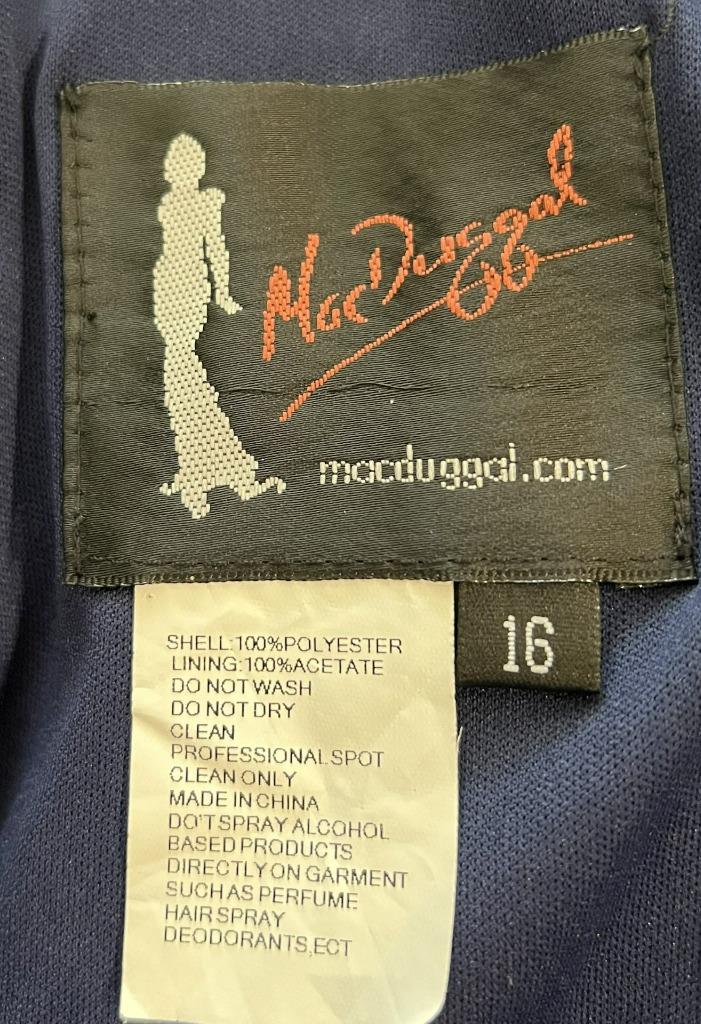 MacDuggal
macduggal.com
16
SHELL:100%POLYESTER
LINING:100%ACETATE
DO NOT WASH
DO NOT DRY
CLEAN
PROFESSIONAL SPOT
CLEAN ONLY
MADE IN CHINA
DO'T SPRAY ALCOHOL
BASED PRODUCTS
DIRECTLY ON GARMENT
SUCH AS PERFUME
HAIR SPRAY
DEODORANTS,ECT